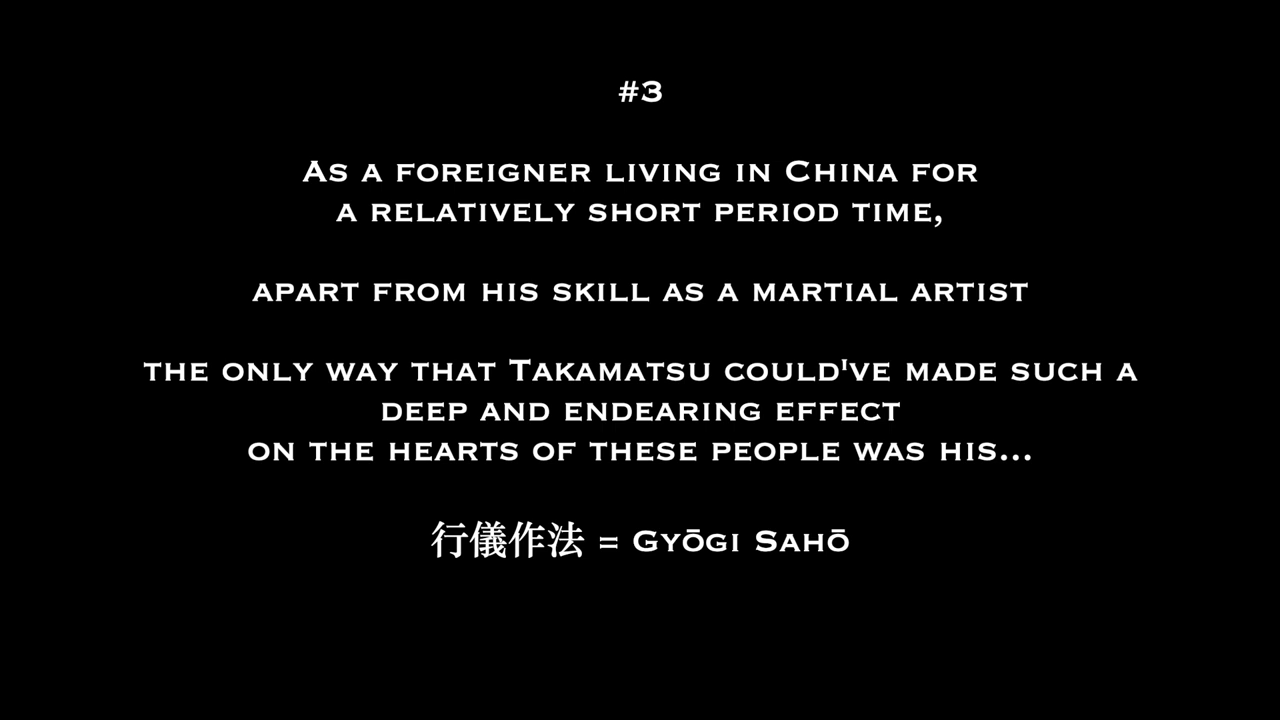 #3
As a foreigner living in China for
a relatively short period time,
apart from his skill as a martial artist
the only way that Takamatsu could've made such a
deep and endearing effect
on the hearts of these people was his...
行儀作法 = Gyōgi Sahō